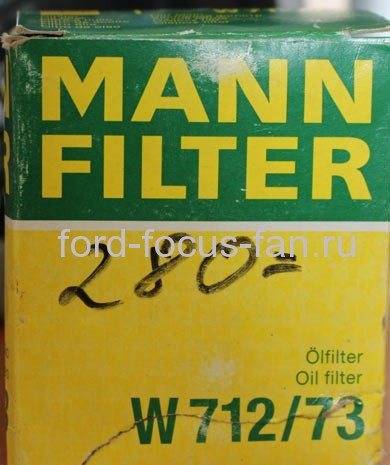 MANN
FILTER
ford-focus-fan.ru
280=
Ölfilter
Oil filter
W 712/73